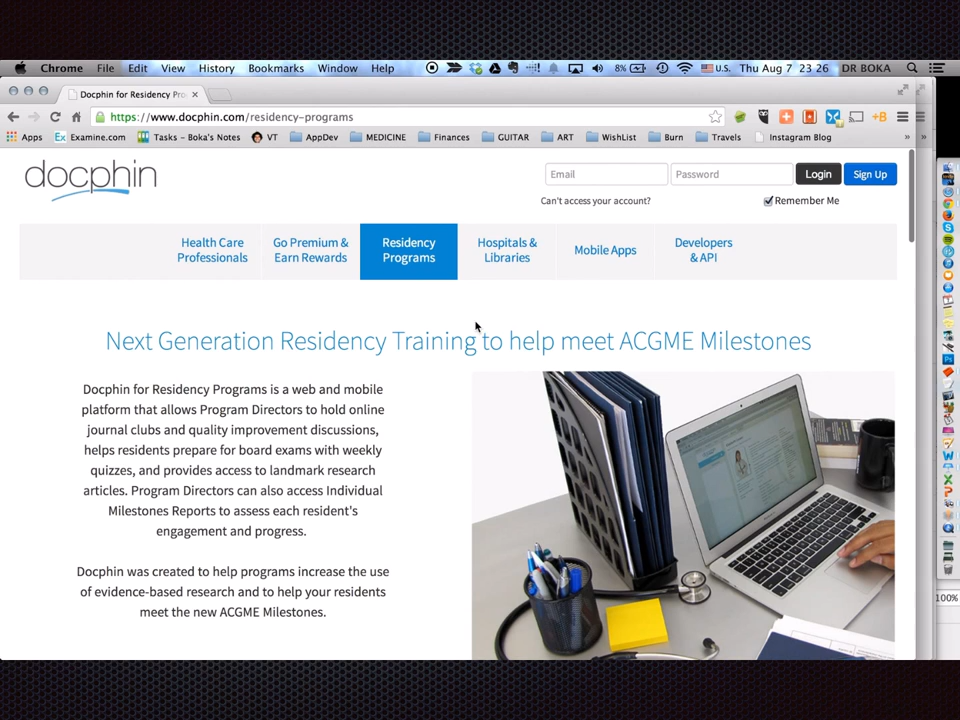 Chrome File Edit View History Bookmarks Window Help 8% U.S. Thu Aug 7 23 26 DR BOKA
Docphin for Residency Pro
https://www.docphin.com/residency-programs
Apps Examine.com Tasks - Boka's Notes VT AppDev MEDICINE Finances GUITAR ART WishList Burn Travels Instagram Blog »
docphin
Email Password Login Sign Up
Can't access your account? Remember Me
Health Care Professionals
Go Premium & Earn Rewards
Residency Programs
Hospitals & Libraries
Mobile Apps
Developers & API
Next Generation Residency Training to help meet ACGME Milestones
Docphin for Residency Programs is a web and mobile
platform that allows Program Directors to hold online
journal clubs and quality improvement discussions,
helps residents prepare for board exams with weekly
quizzes, and provides access to landmark research
articles. Program Directors can also access Individual
Milestones Reports to assess each resident's
engagement and progress.
Docphin was created to help programs increase the use
of evidence-based research and to help your residents
meet the new ACGME Milestones.
100%